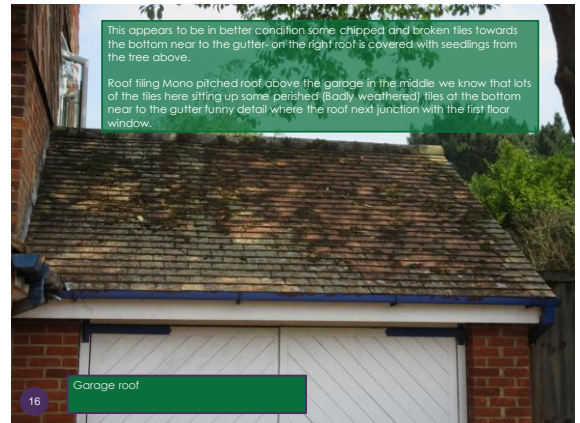 This appears to be in better condition some chipped and broken tiles towards
the bottom near to the gutter- on the right roof is covered with seedlings from
the tree above.
Roof tiling Mono pitched roof above the garage in the middle we know that lots
of the tiles here sitting up some perished (Badly weathered) tiles at the bottom
near to the gutter funny detail where the roof next junction with the first floor
window.
Garage roof
16